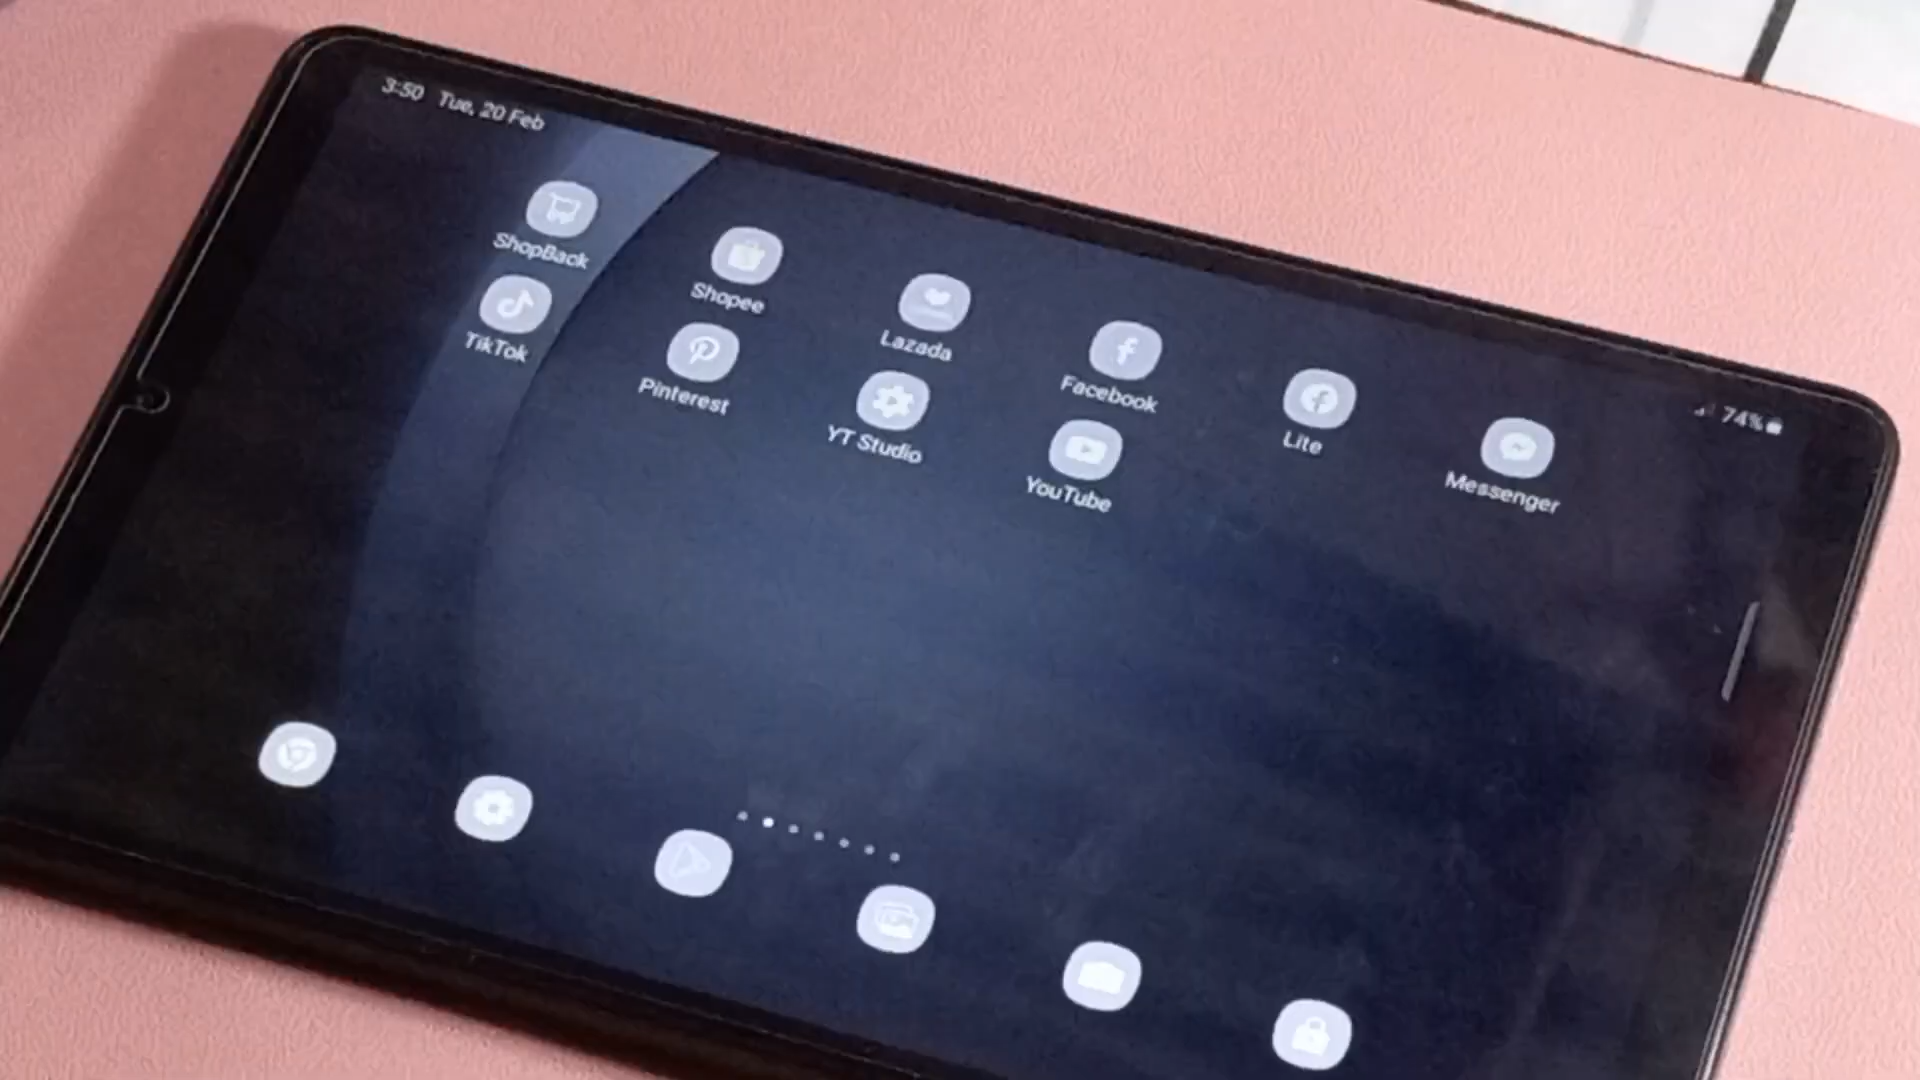 3:50 Tue, 20 Feb
74%
ShopBack
Shopee
Lazada
Facebook
Lite
Messenger
TikTok
Pinterest
YT Studio
YouTube